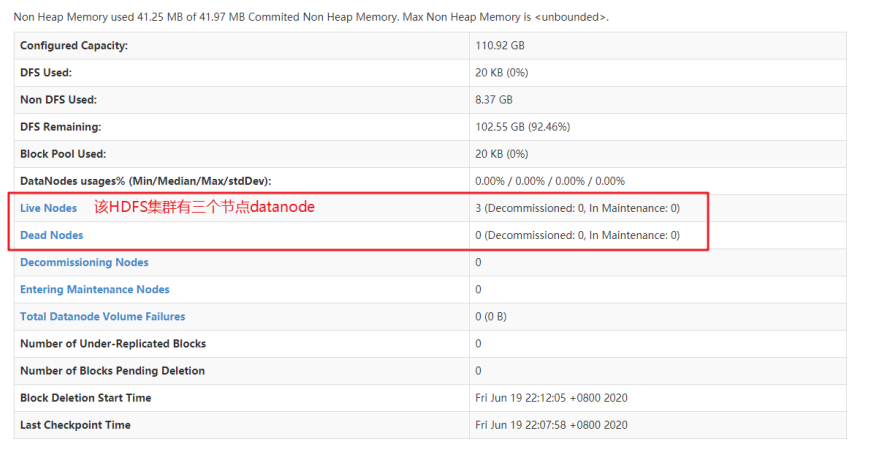 Non Heap Memory used 41.25 MB of 41.97 MB Commited Non Heap Memory. Max Non Heap Memory is <unbounded>.
Configured Capacity: 110.92 GB
DFS Used: 20 KB (0%)
Non DFS Used: 8.37 GB
DFS Remaining: 102.55 GB (92.46%)
Block Pool Used: 20 KB (0%)
DataNodes usages% (Min/Median/Max/stdDev): 0.00% / 0.00% / 0.00% / 0.00%
Live Nodes 该HDFS集群有三个节点datanode 3 (Decommissioned: 0, In Maintenance: 0)
Dead Nodes 0 (Decommissioned: 0, In Maintenance: 0)
Decommissioning Nodes 0
Entering Maintenance Nodes 0
Total Datanode Volume Failures 0 (0 B)
Number of Under-Replicated Blocks 0
Number of Blocks Pending Deletion 0
Block Deletion Start Time Fri Jun 19 22:12:05 +0800 2020
Last Checkpoint Time Fri Jun 19 22:07:58 +0800 2020